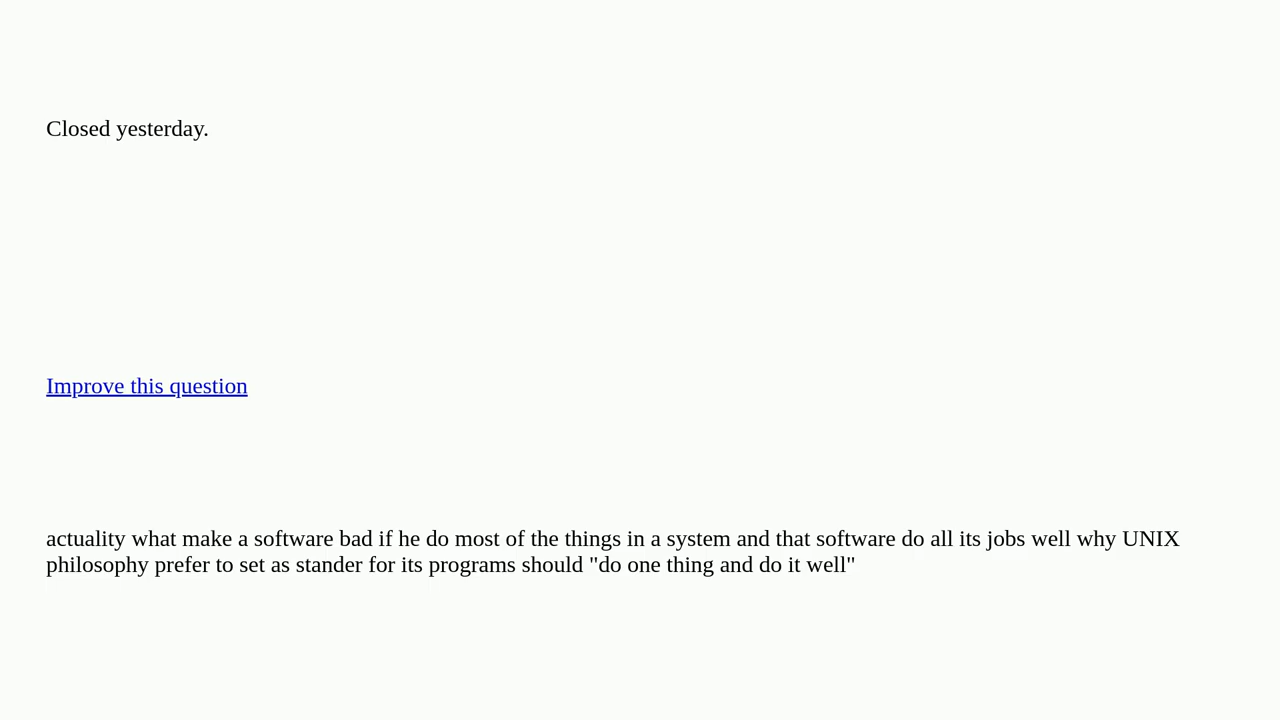 Closed yesterday.
Improve this question
actuality what make a software bad if he do most of the things in a system and that software do all its jobs well why UNIX
philosophy prefer to set as stander for its programs should "do one thing and do it well"